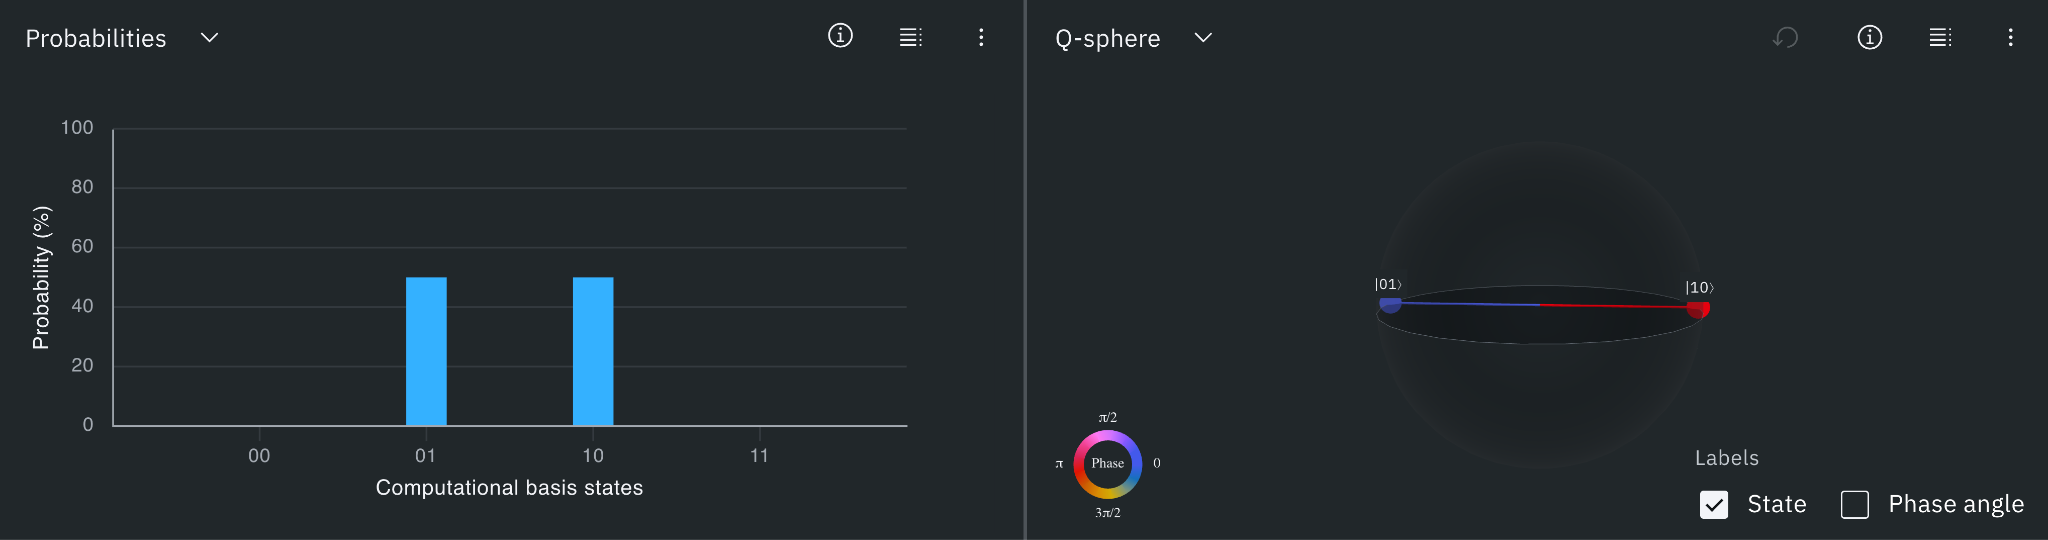 Probabilities
100
80
60
40
20
0
Probability (%)
00 01 10 11
Computational basis states
Q-sphere
|01⟩
|10⟩
π/2
π Phase 0
3π/2
Labels
State Phase angle